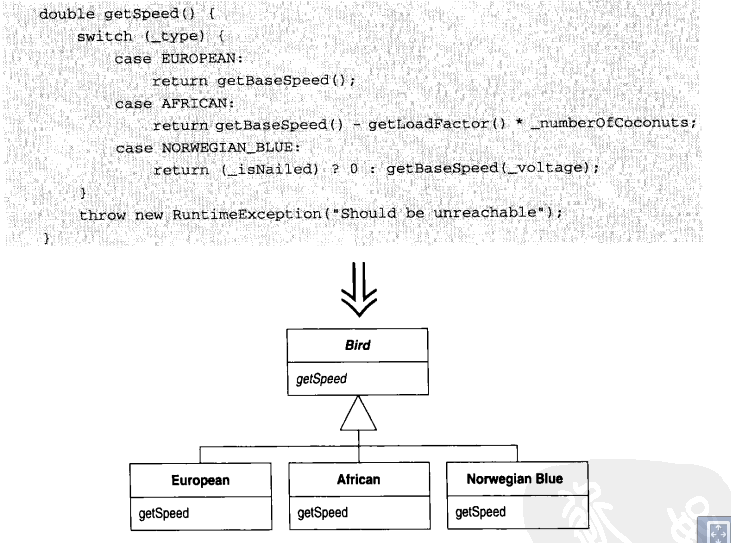 double getSpeed() {
switch (_type) {
case EUROPEAN:
return getBaseSpeed();
case AFRICAN:
return getBaseSpeed() - getLoadFactor() * _numberOfCoconuts;
case NORWEGIAN_BLUE:
return (_isNailed) ? 0 : getBaseSpeed(_voltage);
}
throw new RuntimeException("Should be unreachable");
}
Bird
getSpeed
European African Norwegian Blue
getSpeed getSpeed getSpeed